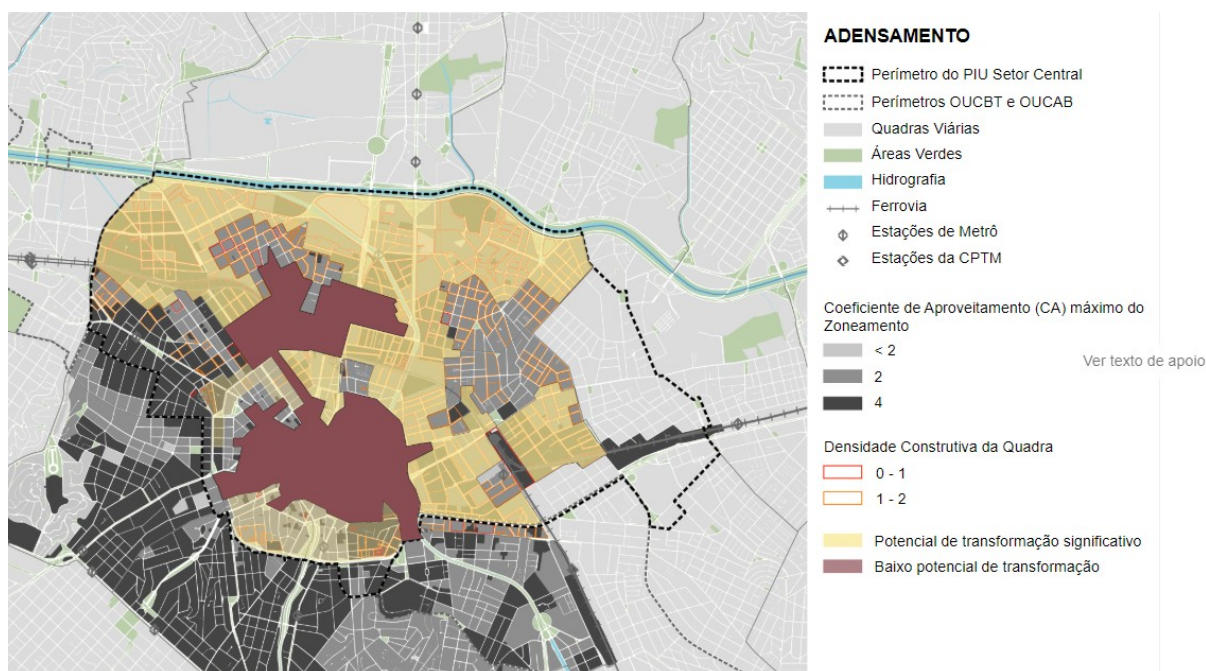 ADENSAMENTO
Perímetro do PIU Setor Central
Perímetros OUCBT e OUCAB
Quadras Viárias
Áreas Verdes
Hidrografia
Ferrovia
Estações de Metrô
Estações da CPTM
Coeficiente de Aproveitamento (CA) máximo do
Zoneamento
< 2
2
4
Ver texto de apoio
Densidade Construtiva da Quadra
0 - 1
1 - 2
Potencial de transformação significativo
Baixo potencial de transformação